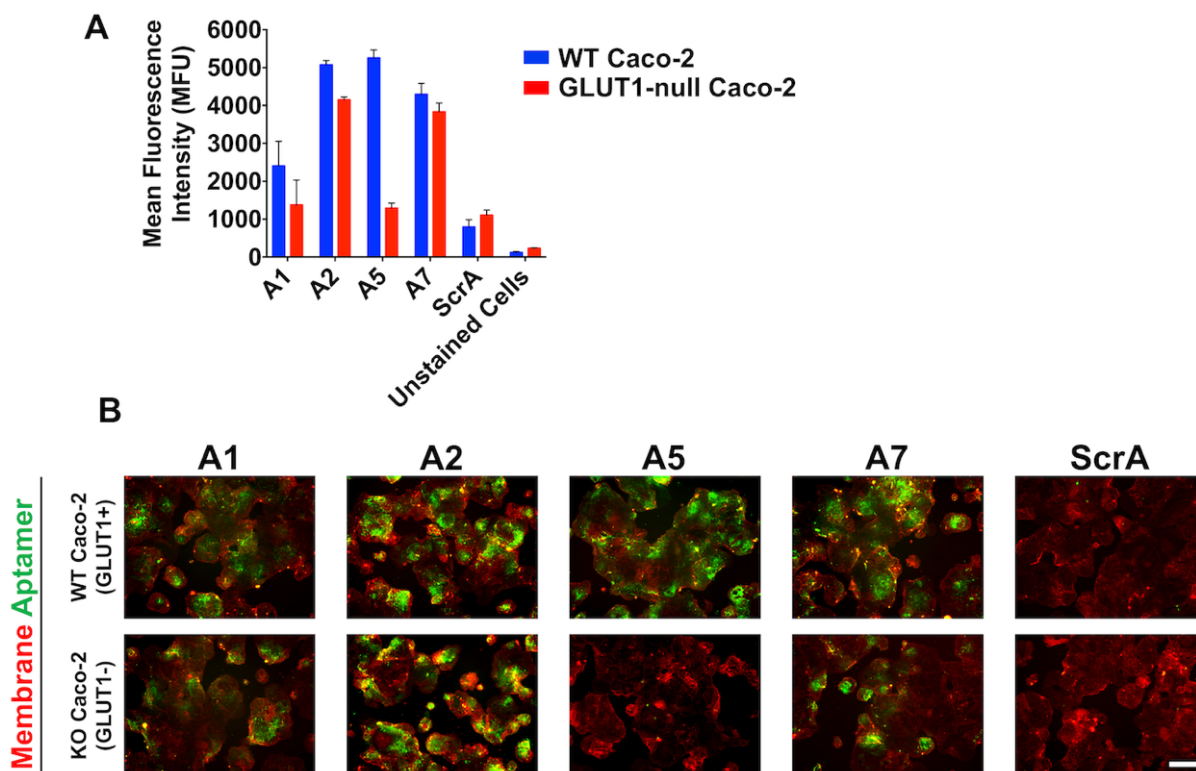 A
6000
5000
4000
3000
2000
1000
0
Mean Fluorescence
Intensity (MFU)
WT Caco-2
GLUT1-null Caco-2
A1
A2
A5
A7
ScrA
Unstained Cells
B
A1
A2
A5
A7
ScrA
Membrane Aptamer
WT Caco-2
(GLUT1+)
KO Caco-2
(GLUT1-)